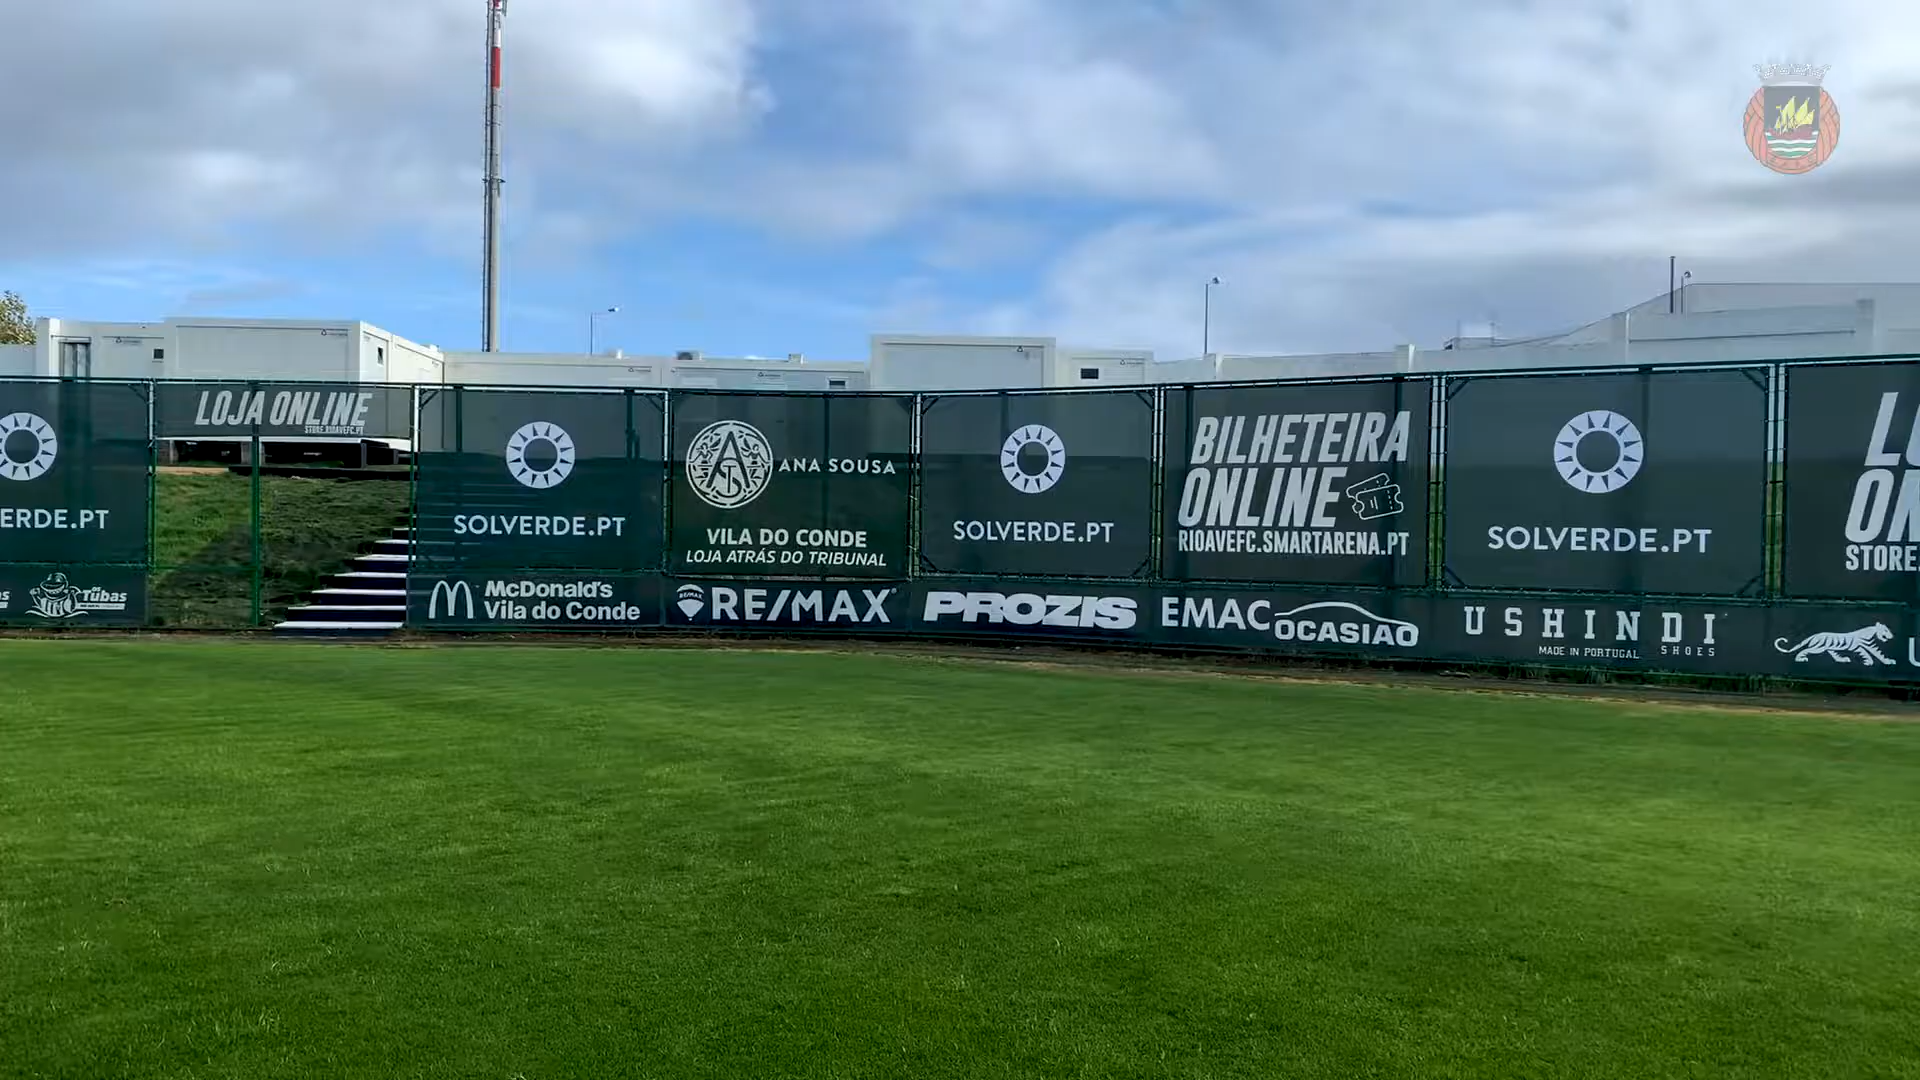 LOJA ONLINE
STORE.RIOAVEFC.PT
ERDE.PT
SOLVERDE.PT
ANA SOUSA
VILA DO CONDE
LOJA ATRÁS DO TRIBUNAL
SOLVERDE.PT
BILHETEIRA
ONLINE
RIOAVEFC.SMARTARENA.PT
SOLVERDE.PT
L
ON
STORE.
Tubas
McDonald's
Vila do Conde
RE/MAX
PROZIS
EMAC
OCASIAO
USHINDI
MADE IN PORTUGAL SHOES
U